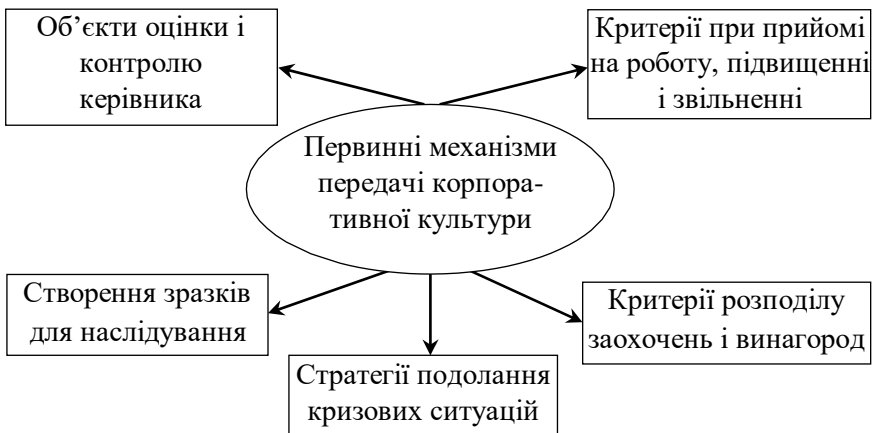 Об’єкти оцінки і
контролю
керівника
Критерії при прийомі
на роботу, підвищенні
і звільненні
Первинні механізми
передачі корпора-
тивної культури
Створення зразків
для наслідування
Стратегії подолання
кризових ситуацій
Критерії розподілу
заохочень і винагород